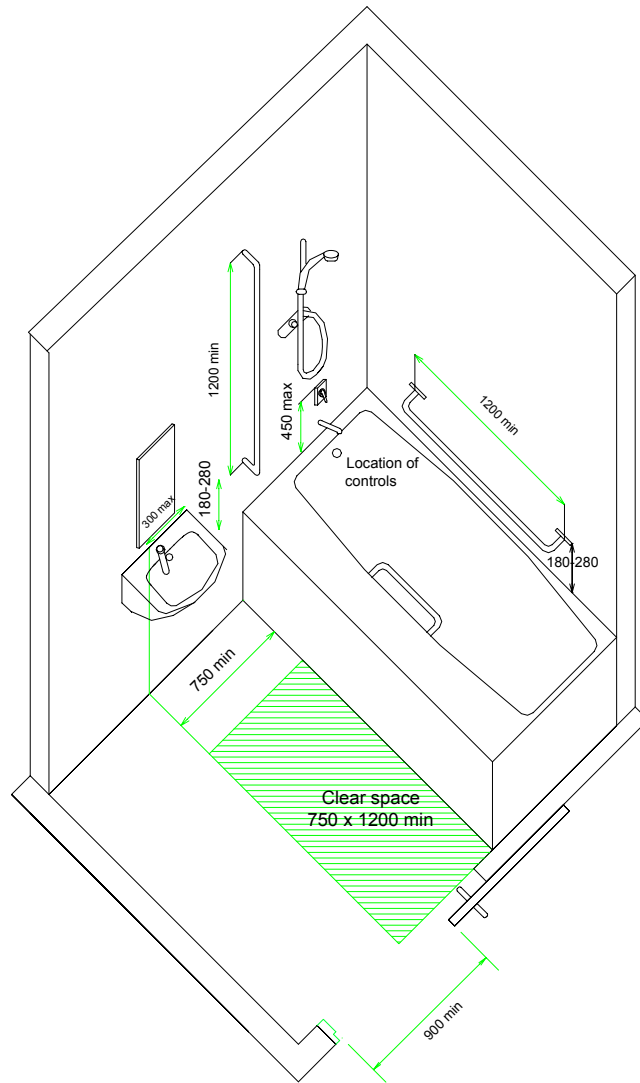 1200 min
450 max
1200 min
Location of
controls
180-280
300 max
180-280
750 min
Clear space
750 x 1200 min
900 min